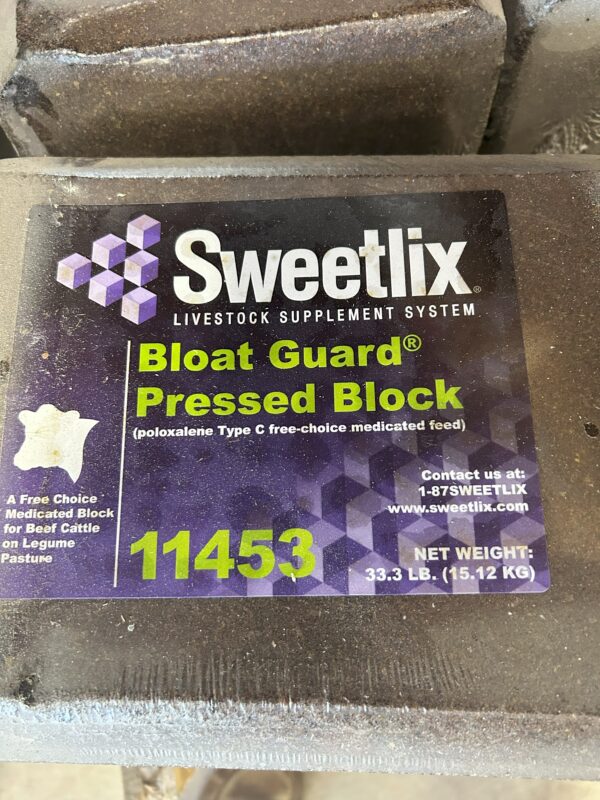 Sweetlix®
LIVESTOCK SUPPLEMENT SYSTEM
Bloat Guard®
Pressed Block
(poloxalene Type C free-choice medicated feed)
A Free Choice
Medicated Block
for Beef Cattle
on Legume
Pasture
11453
Contact us at:
1-87SWEETLIX
www.sweetlix.com
NET WEIGHT:
33.3 LB. (15.12 KG)